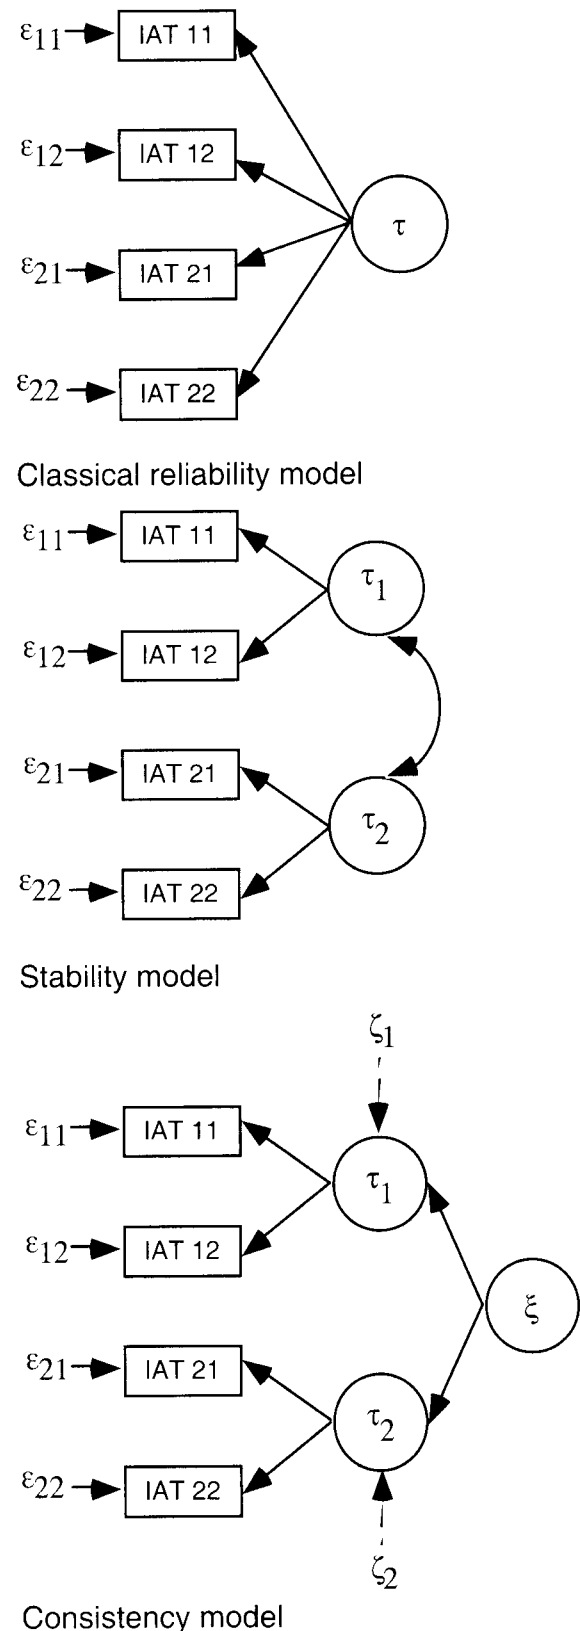 ε11 IAT 11
ε12 IAT 12
τ
ε21 IAT 21
ε22 IAT 22
Classical reliability model
ε11 IAT 11
τ1
ε12 IAT 12
ε21 IAT 21
τ2
ε22 IAT 22
Stability model
ζ1
ε11 IAT 11
τ1
ε12 IAT 12
ξ
ε21 IAT 21
τ2
ε22 IAT 22
ζ2
Consistency model